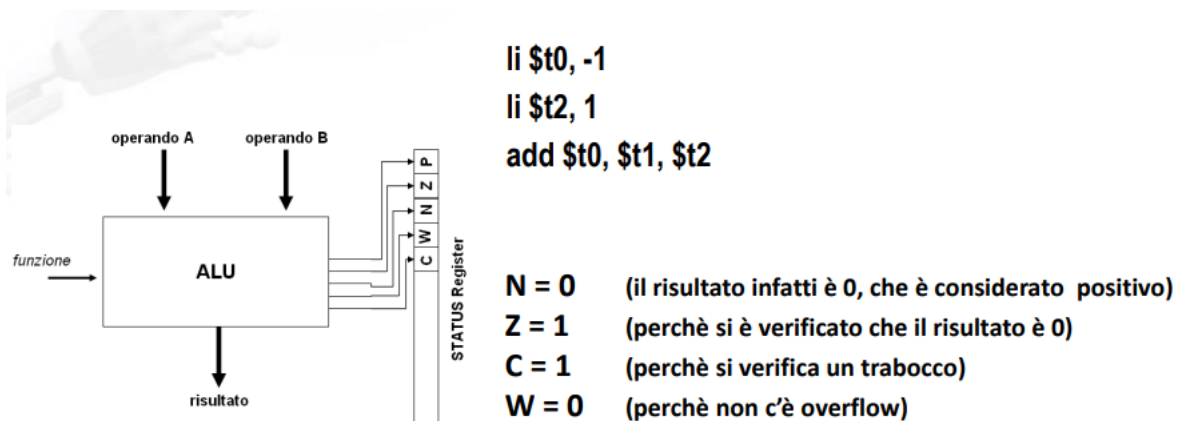 li $t0, -1
li $t2, 1
add $t0, $t1, $t2
operando A operando B
funzione
ALU
P
Z
N
W
C
STATUS Register
risultato
N = 0 (il risultato infatti è 0, che è considerato positivo)
Z = 1 (perchè si è verificato che il risultato è 0)
C = 1 (perchè si verifica un trabocco)
W = 0 (perchè non c'è overflow)